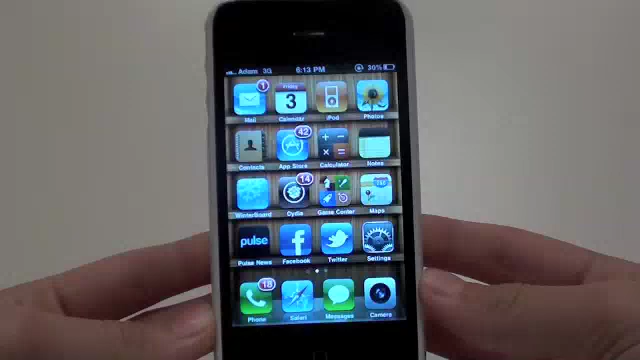 Adam 3G 6:13 PM 30%
1 Friday
3
Mail Calendar iPod Photos
42
Contacts App Store Calculator Notes
14
WinterBoard Cydia Game Center Maps
pulse f
Pulse News Facebook Twitter Settings
18
Phone Safari Messages Camera